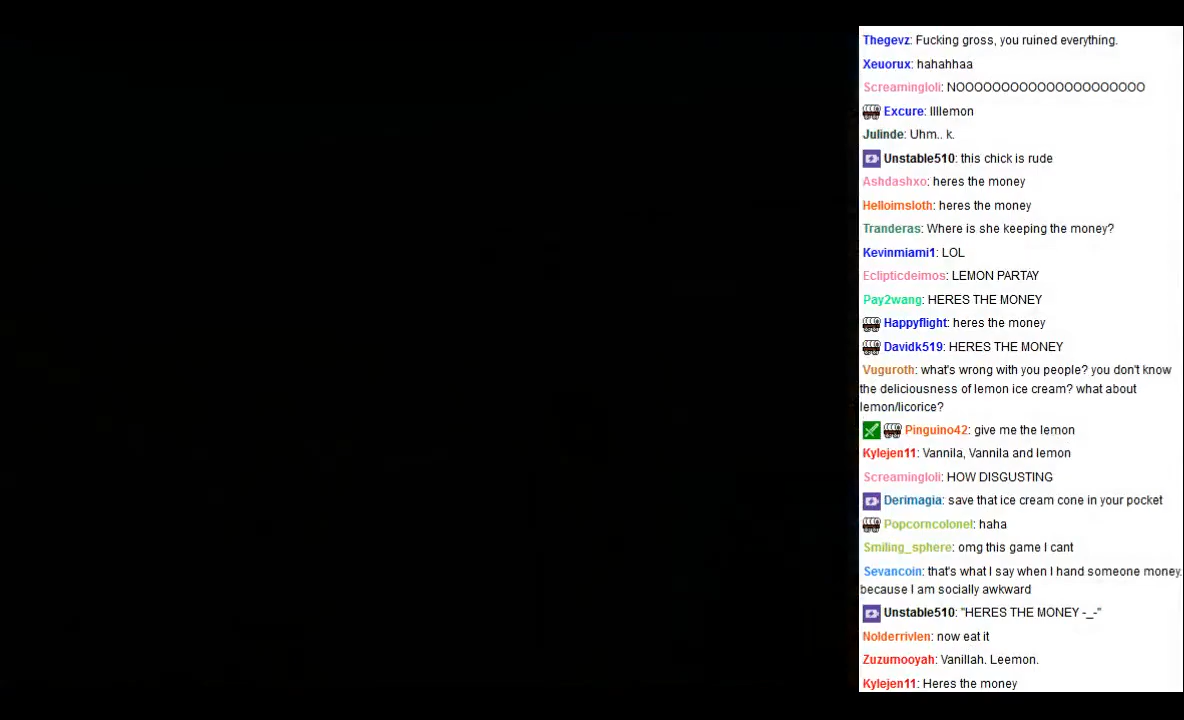 Thegevz: Fucking gross, you ruined everything.
Xeuorux: hahahhaa
Screamingloli: NOOOOOOOOOOOOOOOOOOOOO
Excure: llllemon
Julinde: Uhm.. k.
Unstable510: this chick is rude
Ashdashxo: heres the money
Helloimsloth: heres the money
Tranderas: Where is she keeping the money?
Kevinmiami1: LOL
Eclipticdeimos: LEMON PARTAY
Pay2wang: HERES THE MONEY
Happyflight: heres the money
Davidk519: HERES THE MONEY
Vuguroth: what's wrong with you people? you don't know
the deliciousness of lemon ice cream? what about
lemon/licorice?
Pinguino42: give me the lemon
Kylejen11: Vannila, Vannila and lemon
Screamingloli: HOW DISGUSTING
Derimagia: save that ice cream cone in your pocket
Popcorncolonel: haha
Smiling_sphere: omg this game I cant
Sevancoin: that's what I say when I hand someone money.
because I am socially awkward
Unstable510: "HERES THE MONEY -_-"
Nolderrivlen: now eat it
Zuzumooyah: Vanillah. Leemon.
Kylejen11: Heres the money